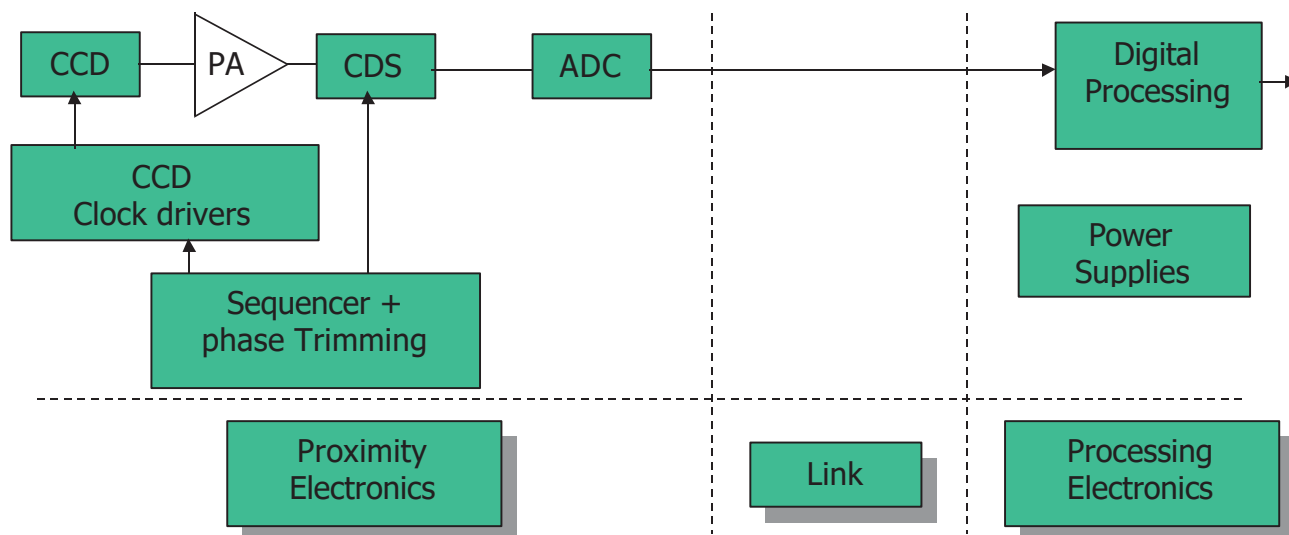 CCD
PA
CDS
ADC
Digital
Processing
CCD
Clock drivers
Power
Supplies
Sequencer +
phase Trimming
Proximity
Electronics
Link
Processing
Electronics